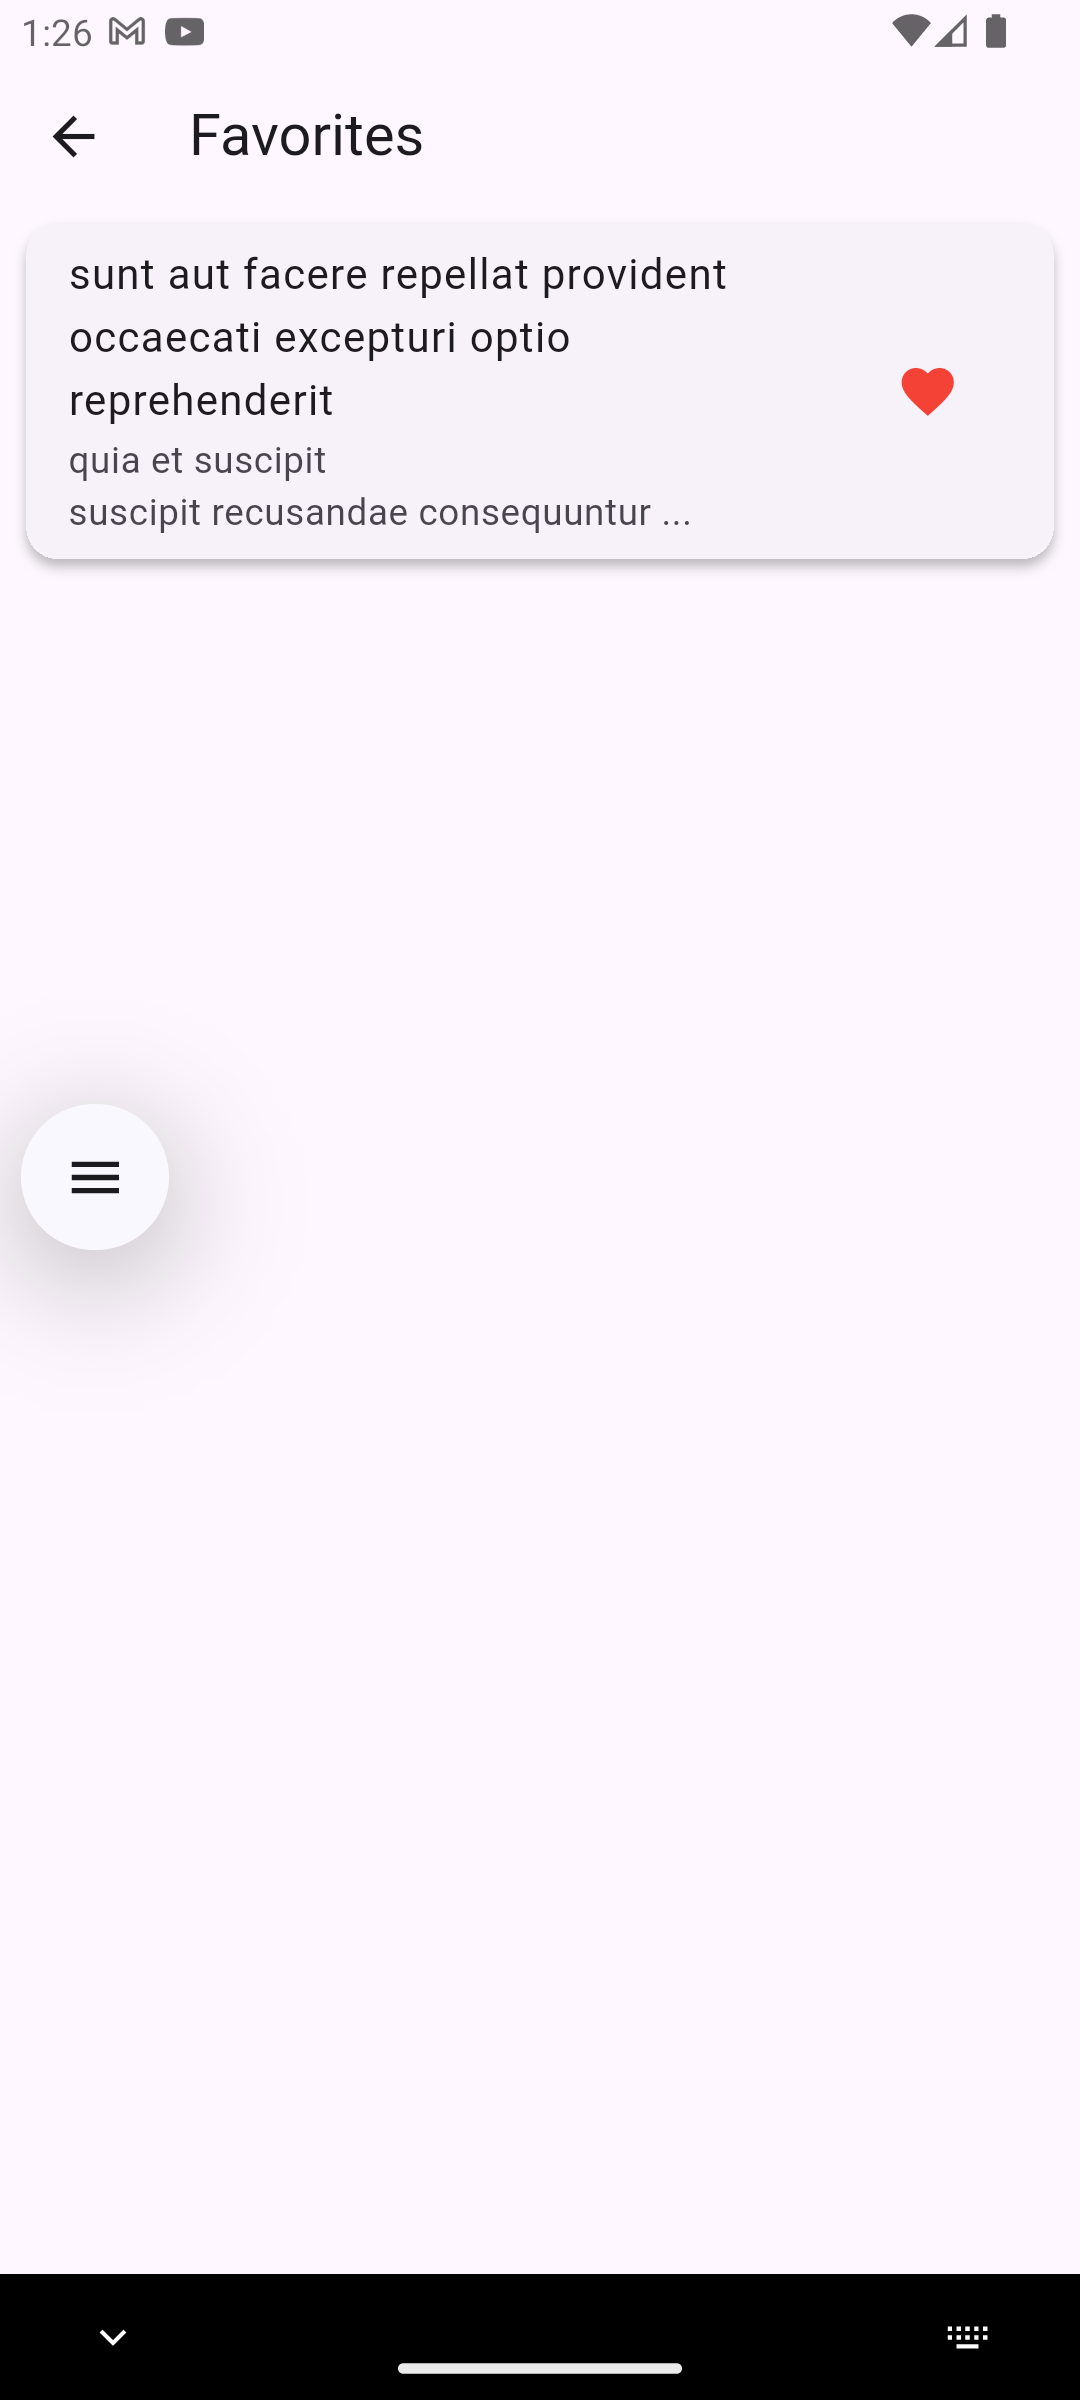 1:26
Favorites
sunt aut facere repellat provident
occaecati excepturi optio
reprehenderit
quia et suscipit
suscipit recusandae consequuntur ...